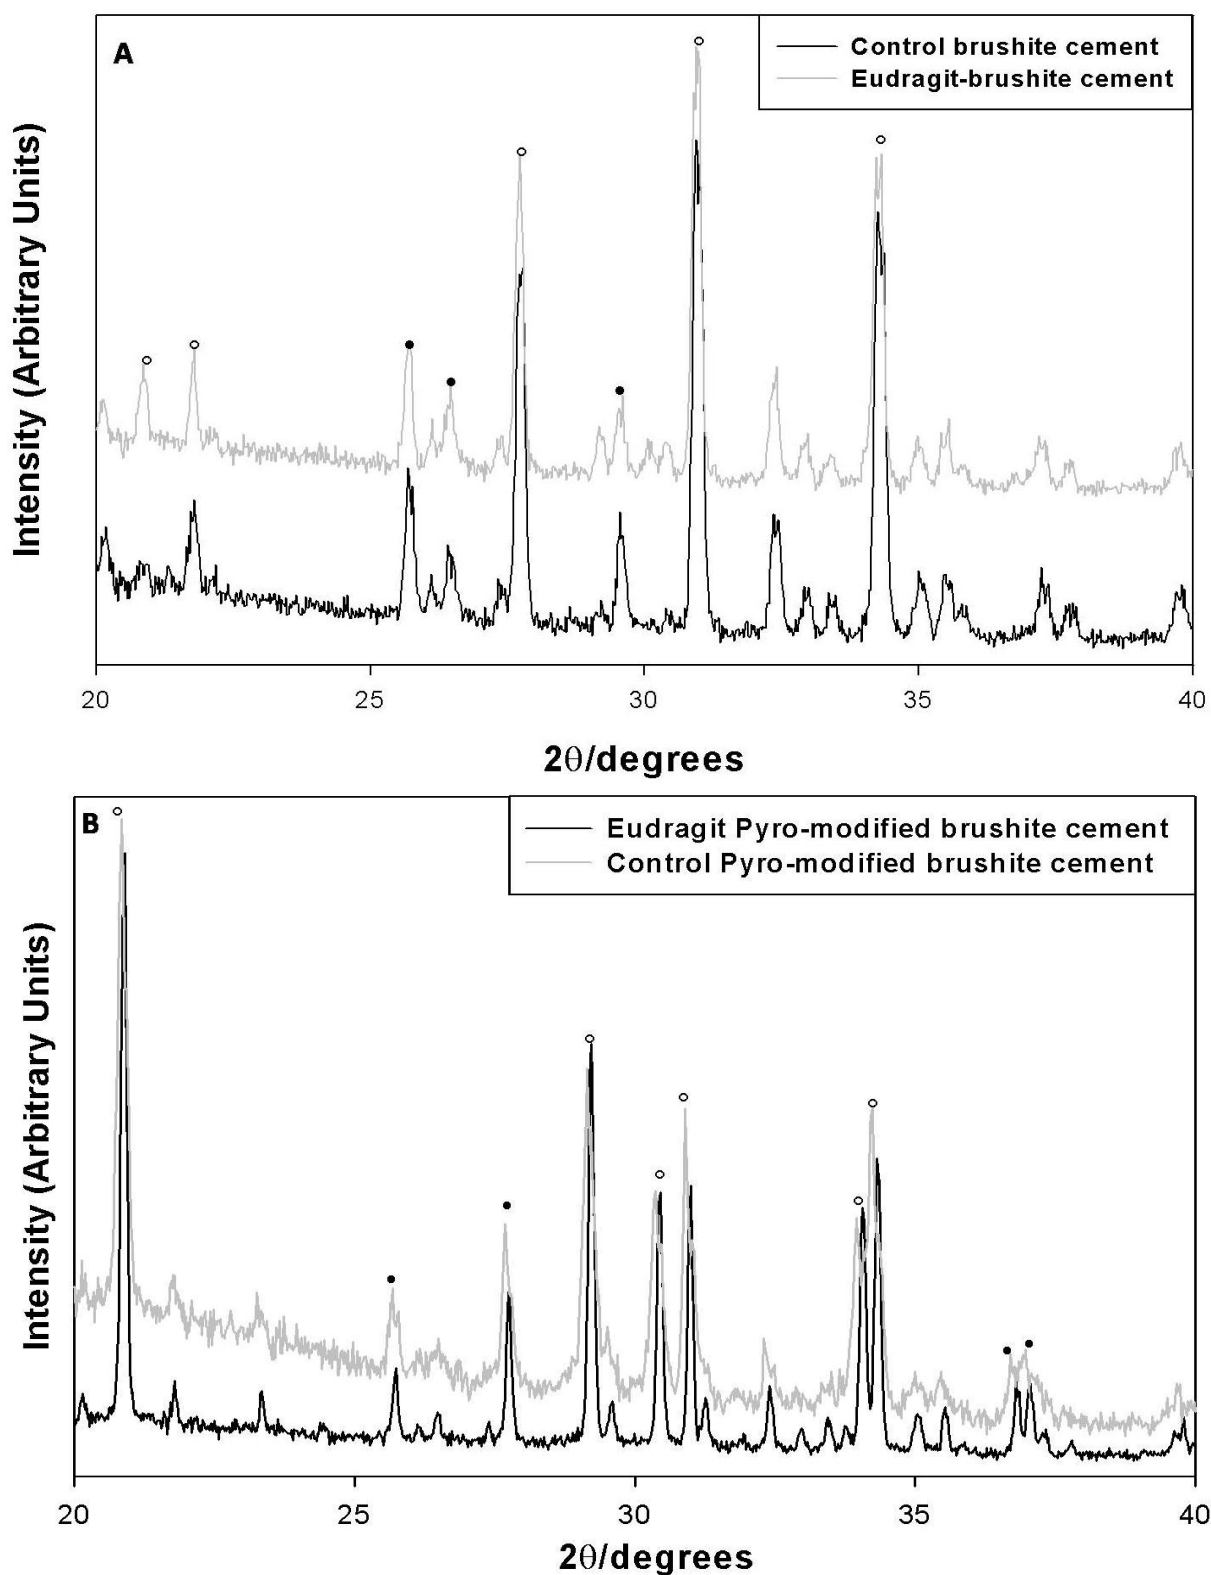 A
Control brushite cement
Eudragit-brushite cement
Intensity (Arbitrary Units)
20 25 30 35 40
2θ/degrees
B
Eudragit Pyro-modified brushite cement
Control Pyro-modified brushite cement
Intensity (Arbitrary Units)
20 25 30 35 40
2θ/degrees